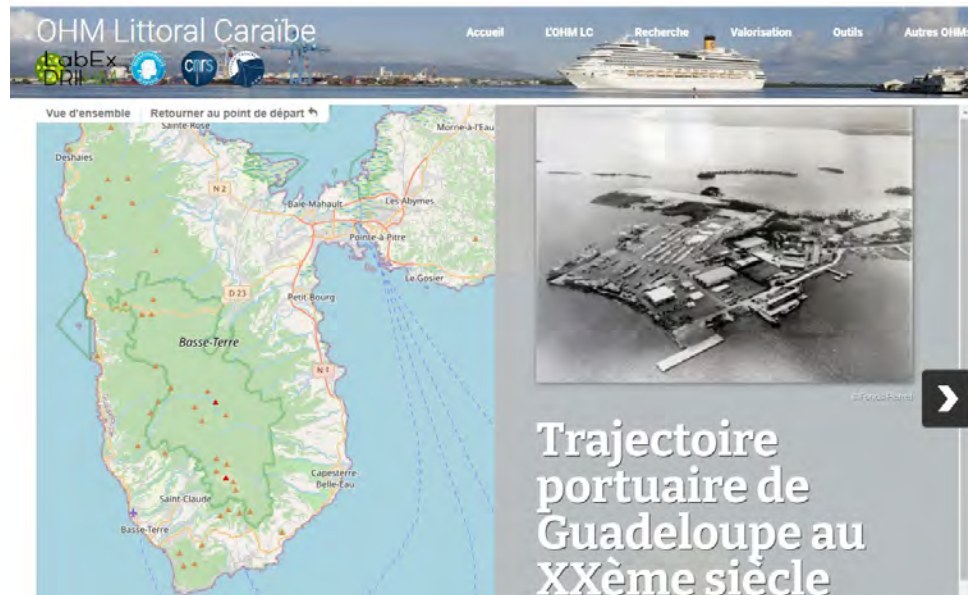 OHM Littoral Caraïbe
Accueil L'OHM LC Recherche Valorisation Outils Autres OHMs
LabEx
DRIIHM
cnrs
Vue d'ensemble Retourner au point de départ
Sainte-Rose
Morne-à-l'Eau
Deshaies
N 2
Baie-Mahault
Les Abymes
Pointe-à-Pitre
Le Gosier
D 23
Petit-Bourg
Basse-Terre
N 1
Capesterre-
Belle-Eau
Saint-Claude
Basse-Terre
Trajectoire
portuaire de
Guadeloupe au
XXème siècle